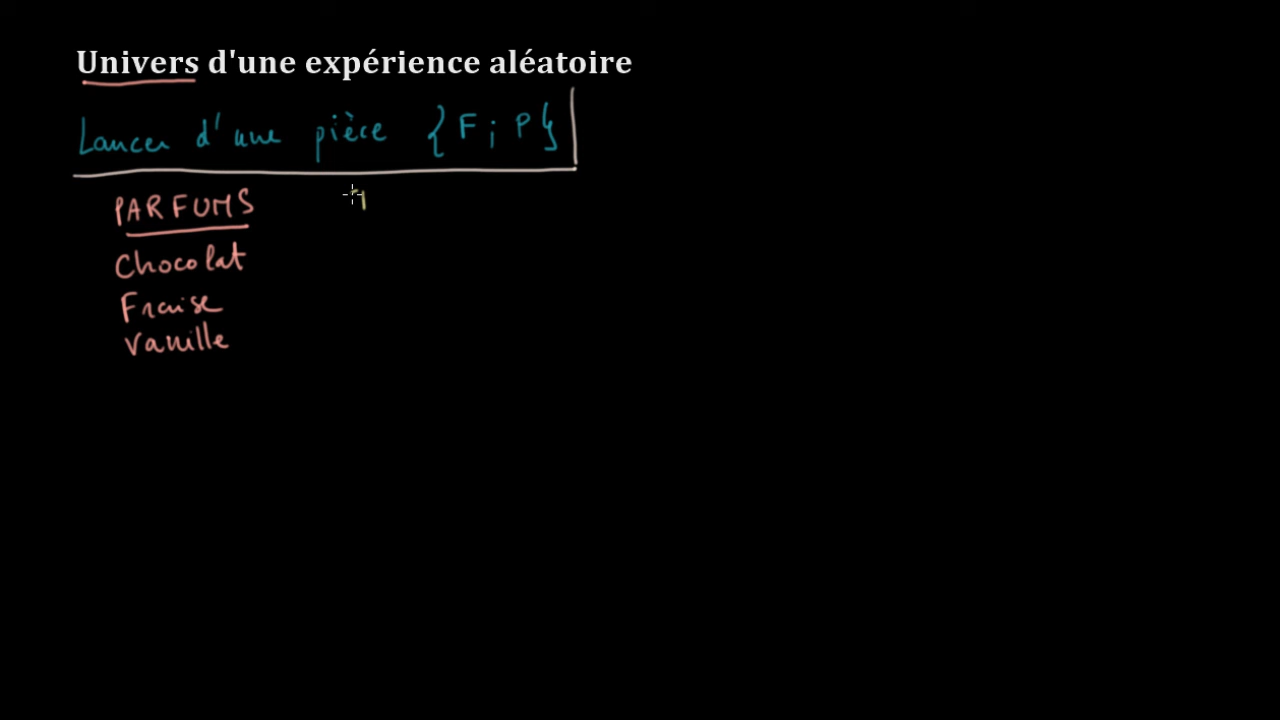 Univers d'une expérience aléatoire
Lancer d'une pièce {F ; P}
PARFUMS
Chocolat
Fraise
Vanille